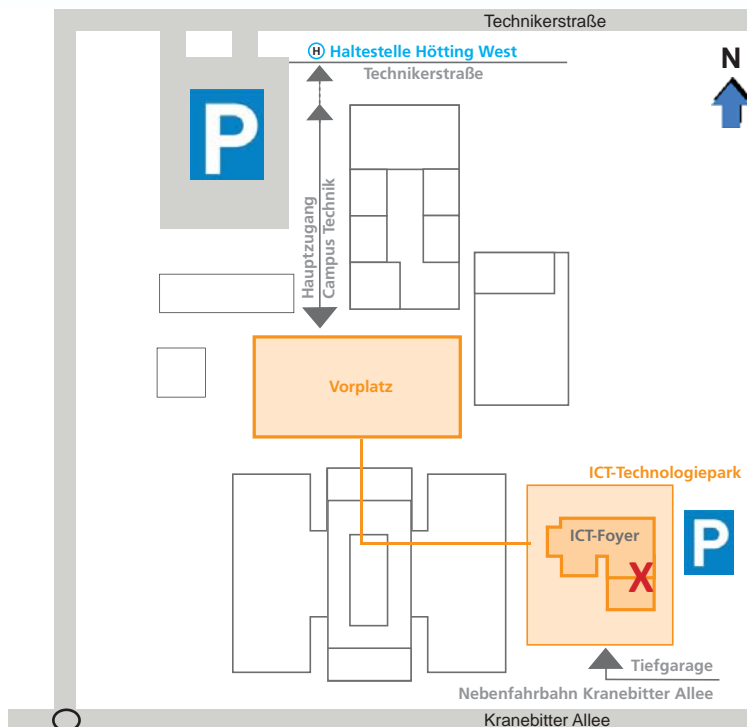 Technikerstraße
H Haltestelle Hötting West
Technikerstraße
N
P
Hauptzugang
Campus Technik
Vorplatz
ICT-Technologiepark
ICT-Foyer
P
X
Tiefgarage
Nebenfahrbahn Kranebitter Allee
Kranebitter Allee